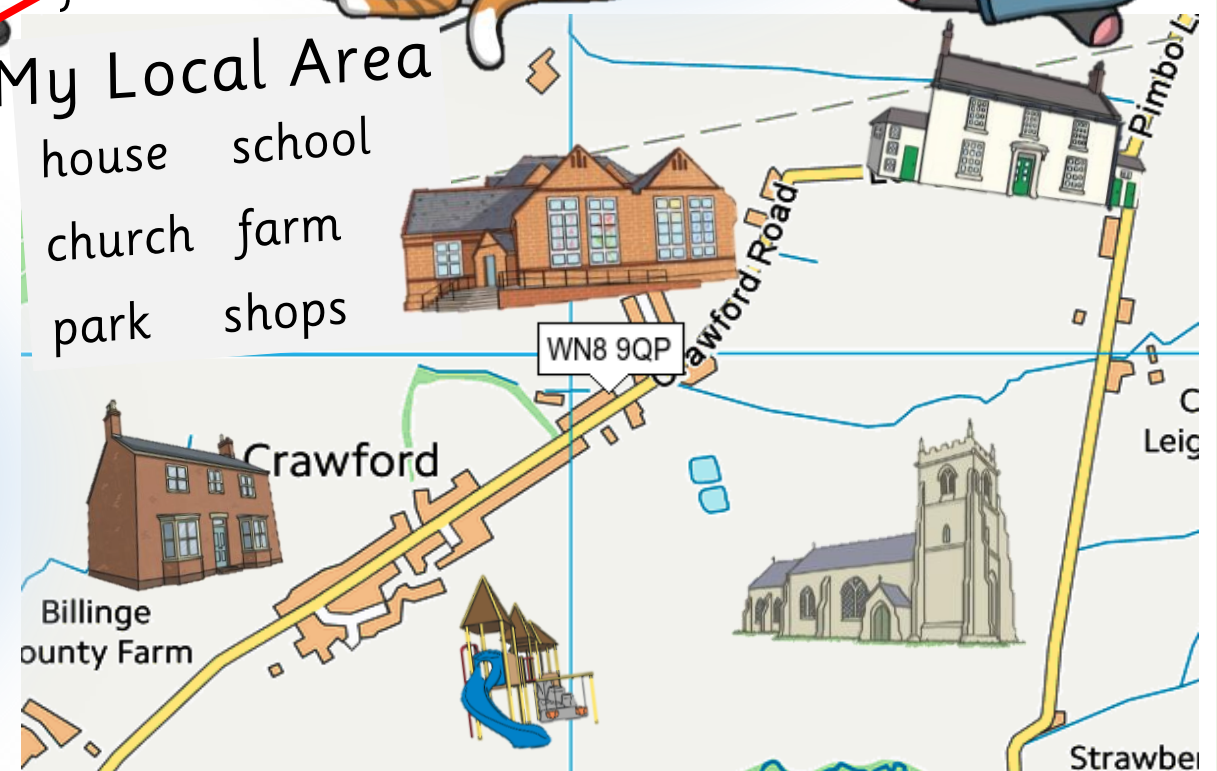 My Local Area
house school
church farm
park shops
Crawford Road
WN8 9QP
Crawford
Billinge
ounty Farm
Pimbo L
C
Leig
Strawber